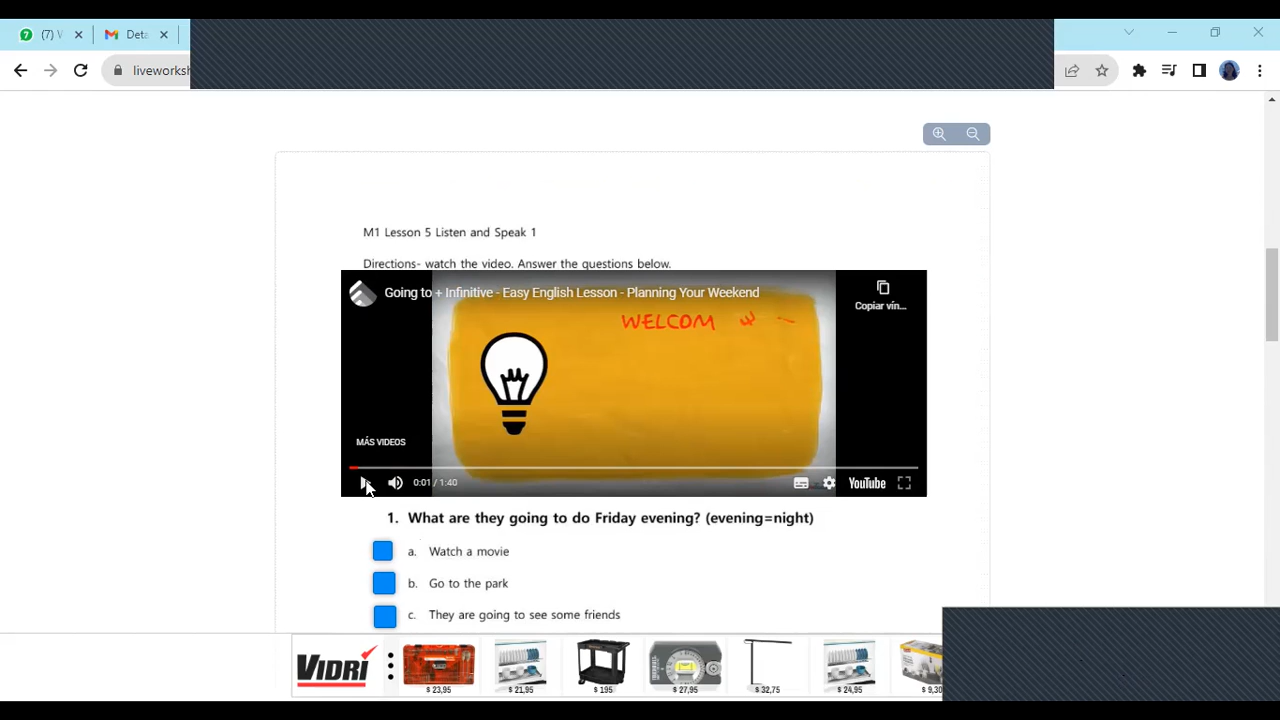 7
(7) V
Deta
liveworksh
M1 Lesson 5 Listen and Speak 1
Directions- watch the video. Answer the questions below.
Going to + Infinitive - Easy English Lesson - Planning Your Weekend
Copiar vín...
WELCOM
MÁS VIDEOS
0:01 / 1:40
YouTube
1. What are they going to do Friday evening? (evening=night)
a. Watch a movie
b. Go to the park
c. They are going to see some friends
VIDRI
$ 23,95
$ 21,95
$ 195
$ 27,95
$ 32,75
$ 24,95
$ 9,30